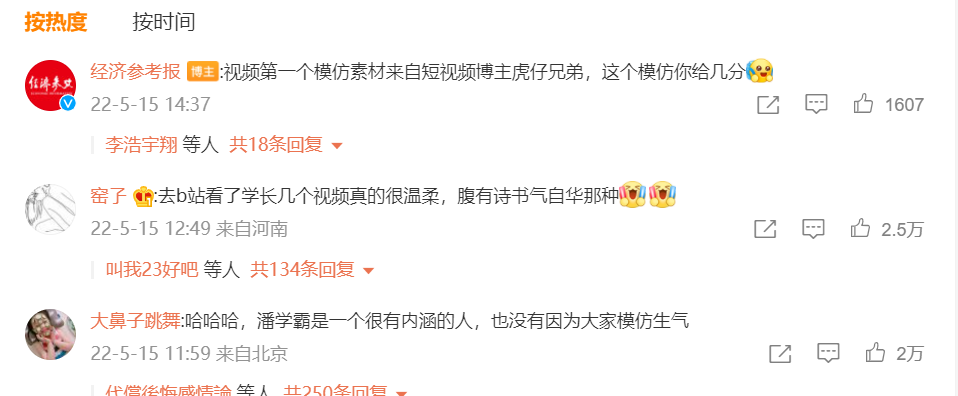 按热度 按时间
经济参考报 博主:视频第一个模仿素材来自短视频博主虎仔兄弟，这个模仿你给几分
22-5-15 14:37 1607
李浩宇翔 等人 共18条回复
窑子 :去b站看了学长几个视频真的很温柔，腹有诗书气自华那种
22-5-15 12:49 来自河南 2.5万
叫我23好吧 等人 共134条回复
大鼻子跳舞:哈哈哈，潘学霸是一个很有内涵的人，也没有因为大家模仿生气
22-5-15 11:59 来自北京 2万
代償後悔感情論 等人 共250条回复